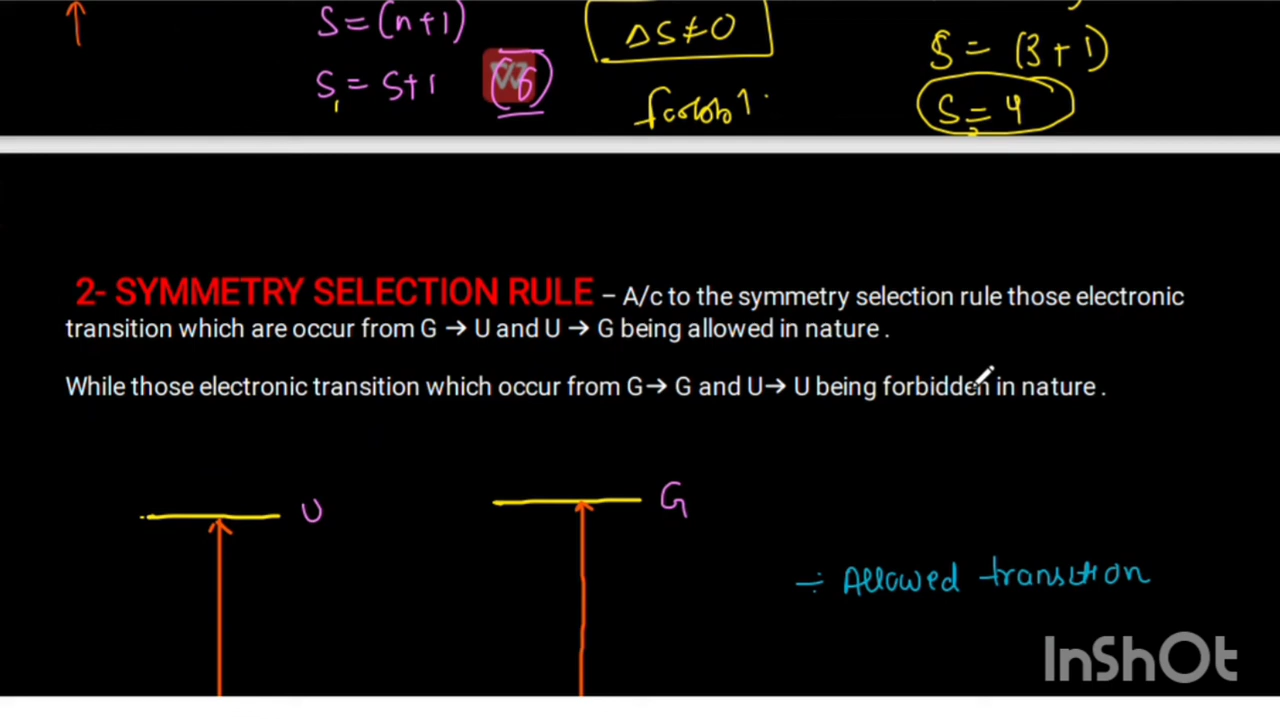 S = (n+1)
ΔS≠0
S = (3+1)
S₁ = S+1 (6)
S₂ = 4
2- SYMMETRY SELECTION RULE – A/c to the symmetry selection rule those electronic
transition which are occur from G → U and U → G being allowed in nature .
While those electronic transition which occur from G→ G and U→ U being forbidden in nature .
U
G
÷ Allowed transition
InShOt